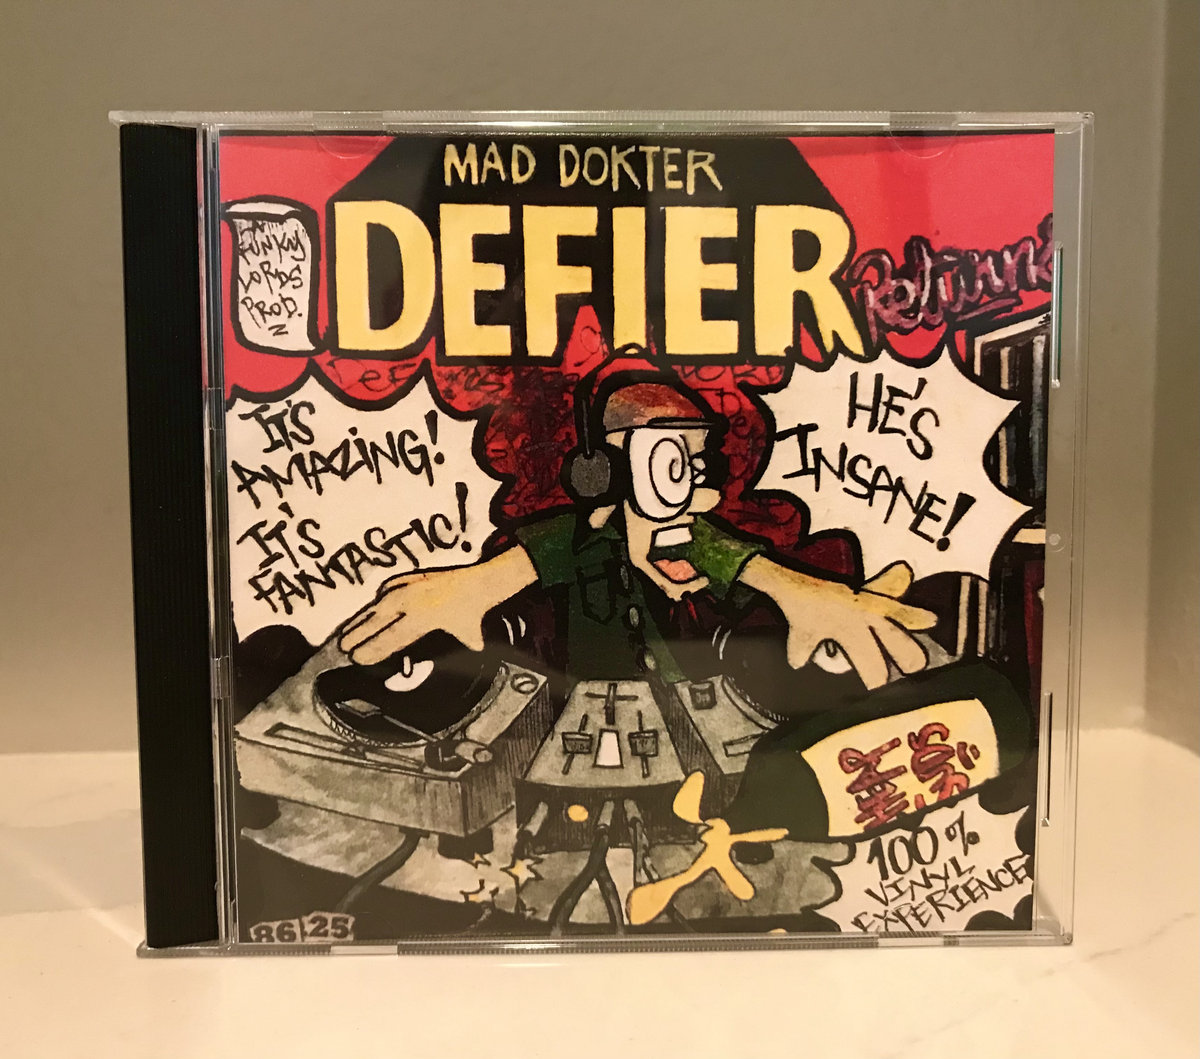 MAD DOKTER
DEFIER
Returns
FUNKY
LORDS
PROD.
Z
IT'S
AMAZING!
IT'S
FANTASTIC!
HE'S
INSANE!
100%
VINYL
EXPERIENCE
86 25